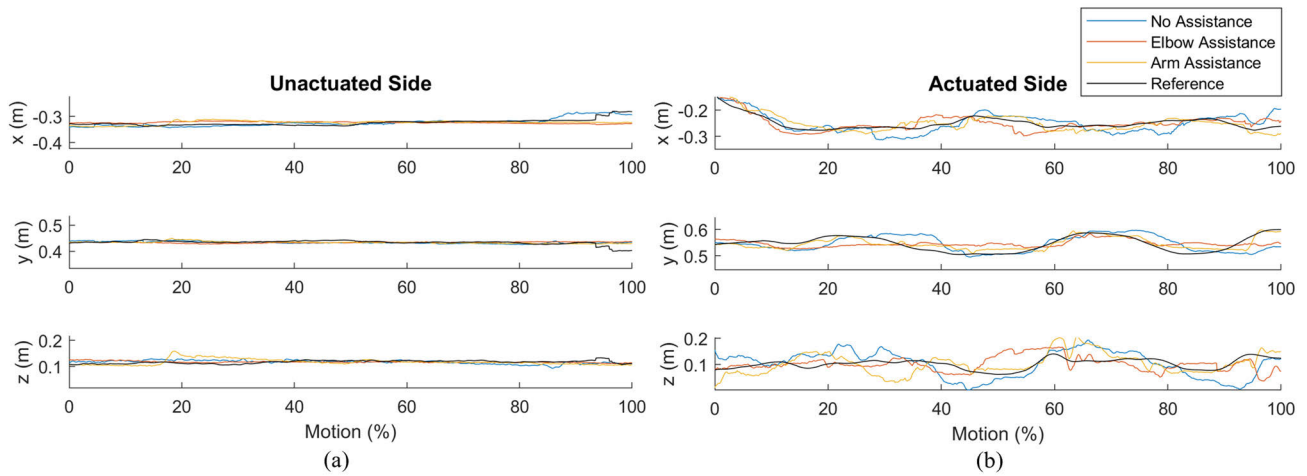 No Assistance
Elbow Assistance
Arm Assistance
Reference
Unactuated Side
x (m)
-0.3
-0.4
0 20 40 60 80 100
y (m)
0.5
0.4
0 20 40 60 80 100
z (m)
0.2
0.1
0 20 40 60 80 100
Motion (%)
(a)
Actuated Side
x (m)
-0.2
-0.3
0 20 40 60 80 100
y (m)
0.6
0.5
0 20 40 60 80 100
z (m)
0.2
0.1
0 20 40 60 80 100
Motion (%)
(b)